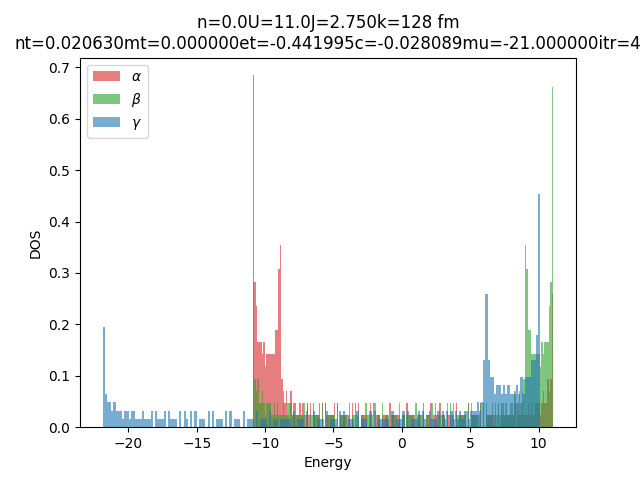 n=0.0U=11.0J=2.750k=128 fm
nt=0.020630mt=0.000000et=-0.441995c=-0.028089mu=-21.000000itr=4
α
β
γ
DOS
0.7
0.6
0.5
0.4
0.3
0.2
0.1
0.0
−20
−15
−10
−5
0
5
10
Energy